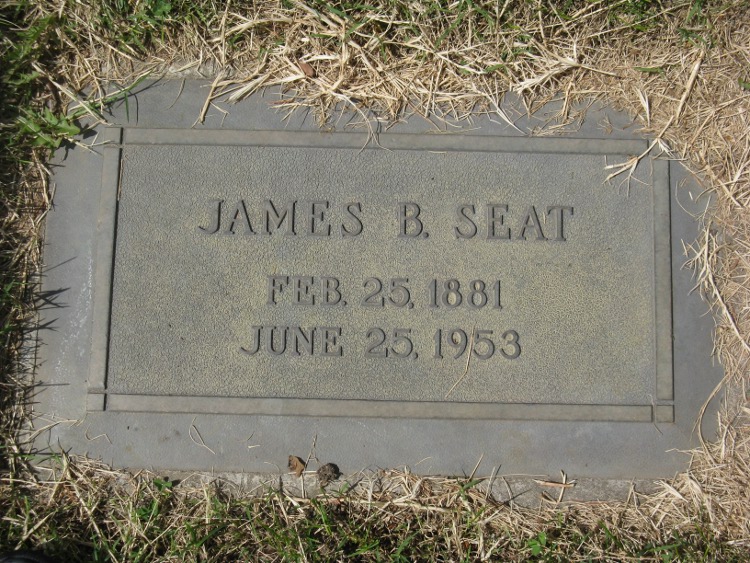 JAMES B. SEAT
FEB. 25, 1881
JUNE 25, 1953